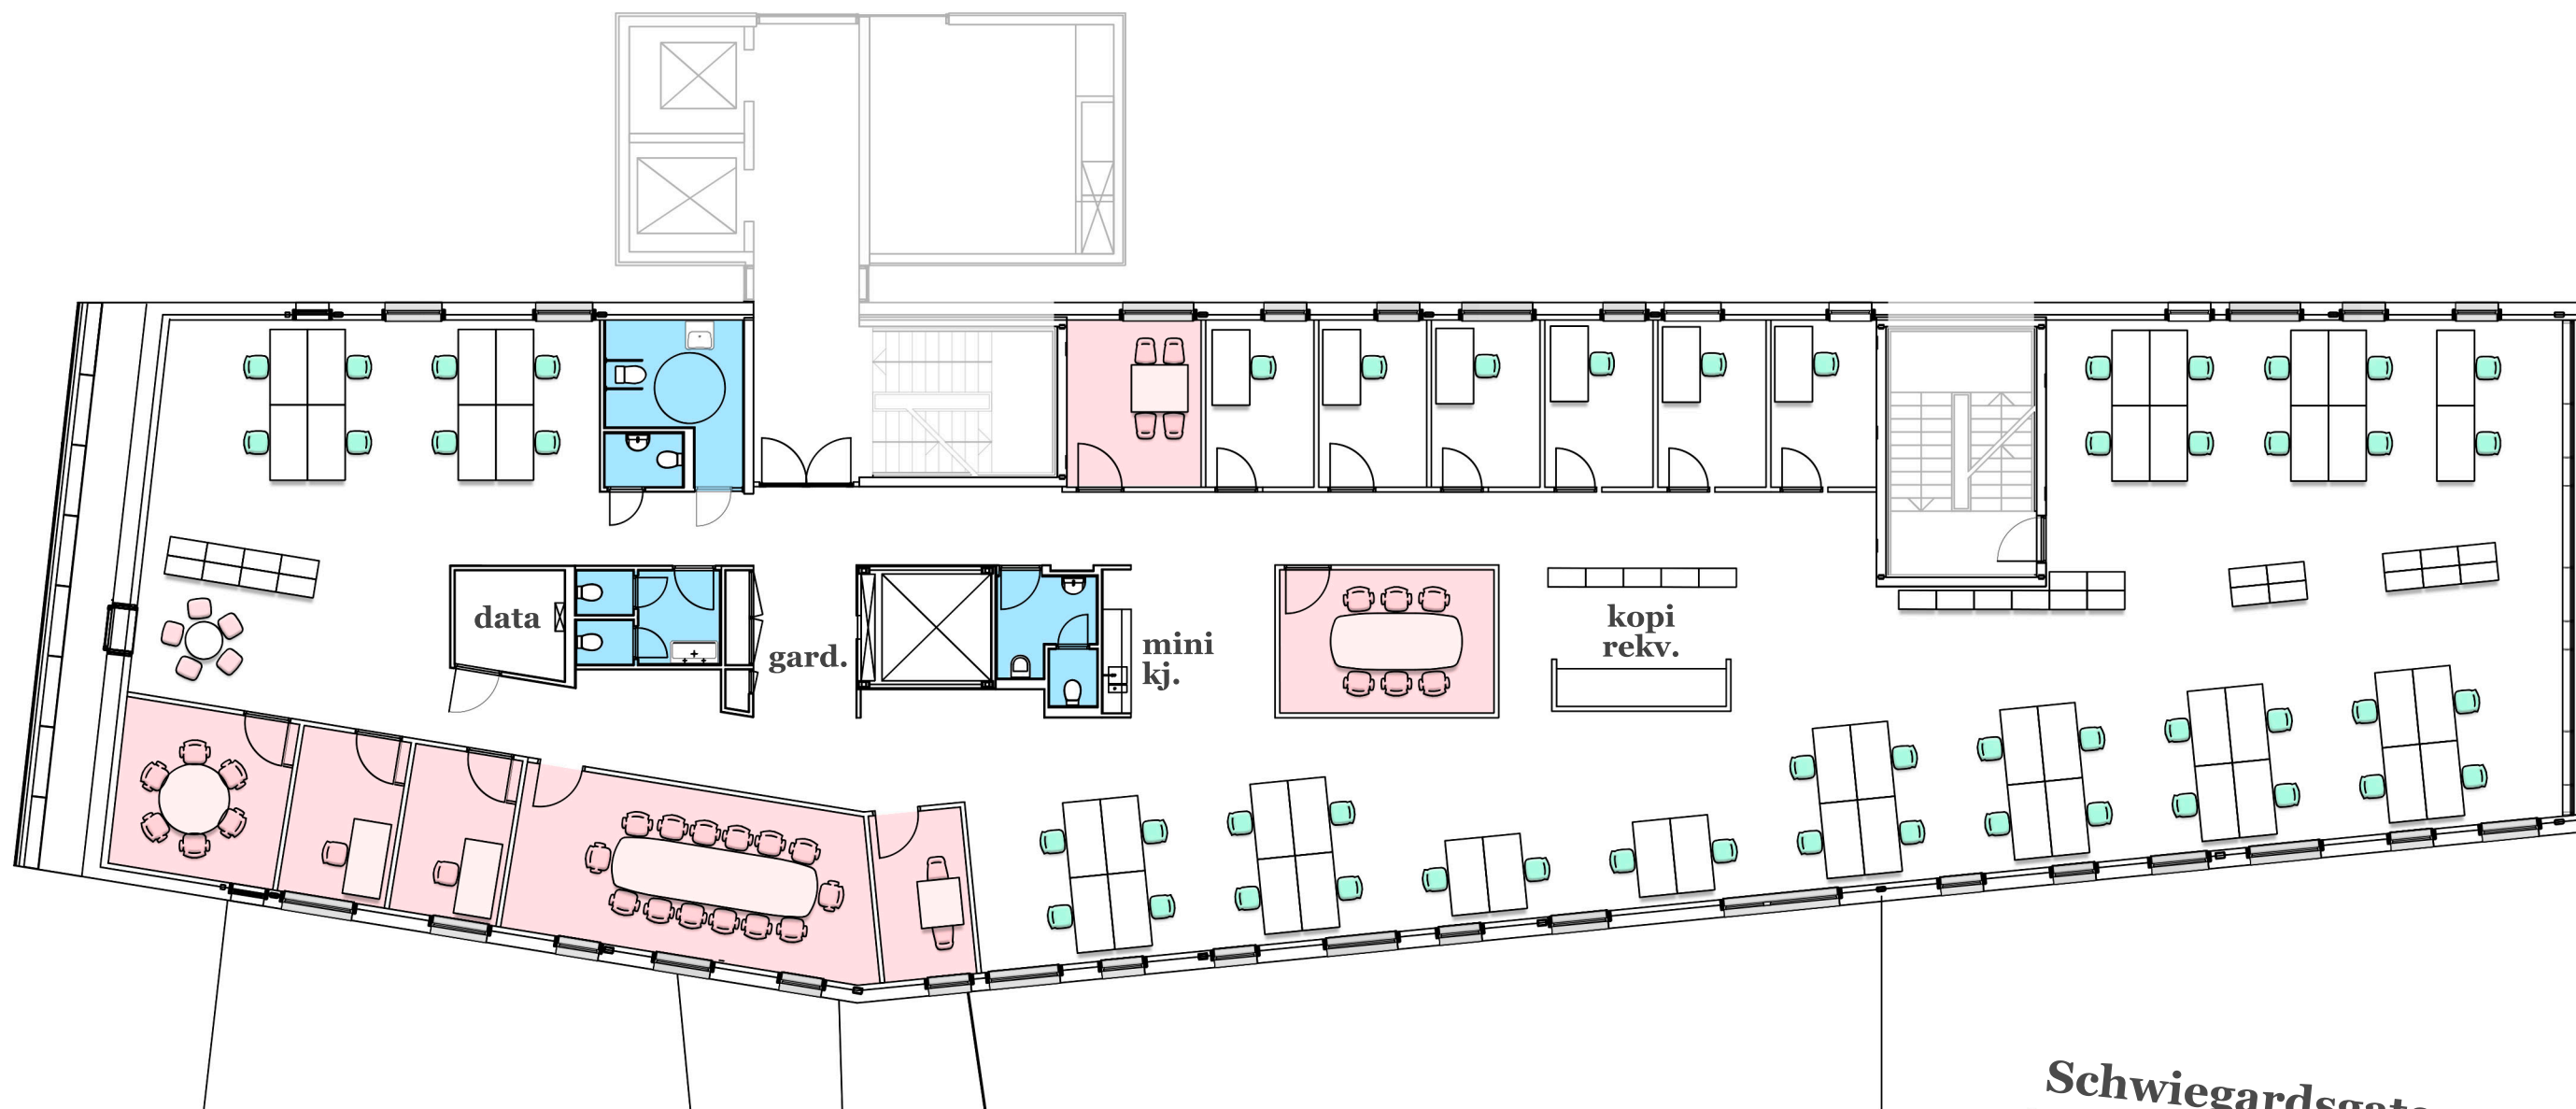 data
gard.
mini
kj.
kopi
rekv.